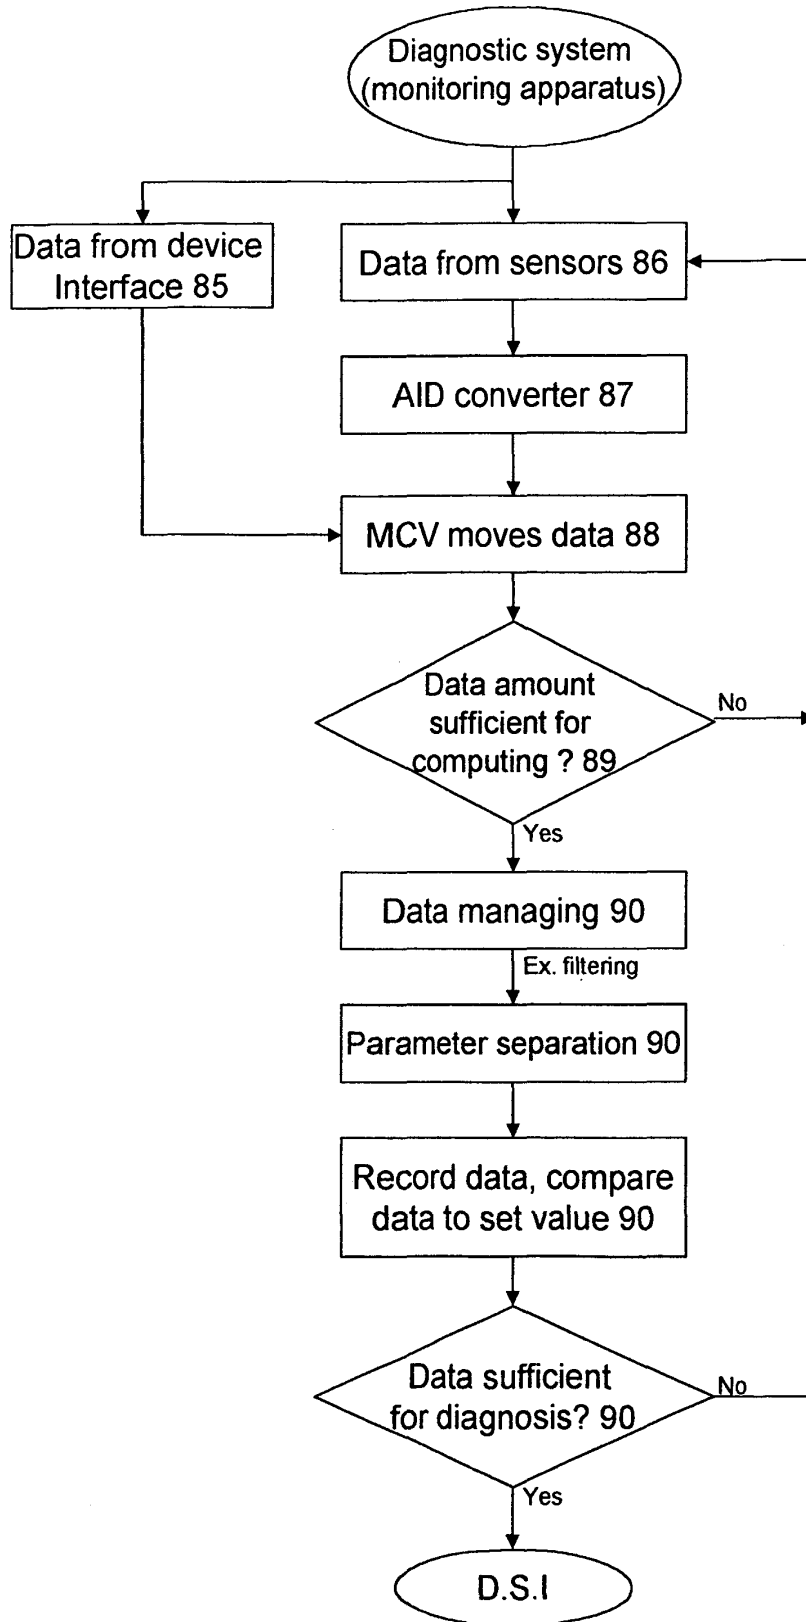 Diagnostic system
(monitoring apparatus)
Data from device
Interface 85
Data from sensors 86
AID converter 87
MCV moves data 88
Data amount
sufficient for
computing ? 89
No
Yes
Data managing 90
Ex. filtering
Parameter separation 90
Record data, compare
data to set value 90
Data sufficient
for diagnosis? 90
No
Yes
D.S.I